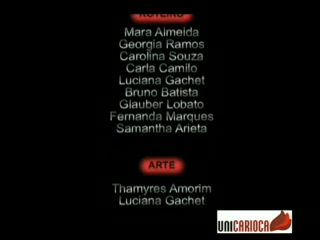 ROTEIRO
Mara Almeida
Georgia Ramos
Carolina Souza
Carla Camilo
Luciana Gachet
Bruno Batista
Glauber Lobato
Fernanda Marques
Samantha Arieta
ARTE
Thamyres Amorim
Luciana Gachet
UNICARIOCA